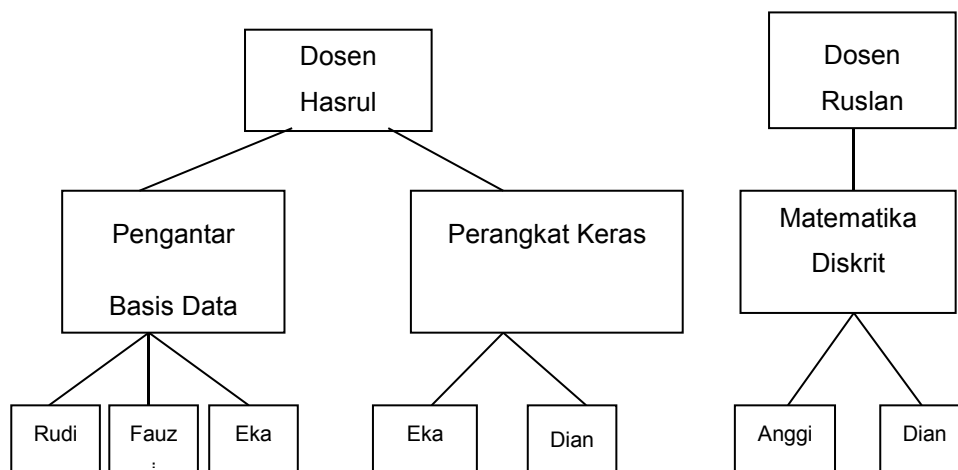 Dosen
Hasrul
Dosen
Ruslan
Pengantar
Basis Data
Perangkat Keras
Matematika
Diskrit
Rudi
Fauz
i
Eka
Eka
Dian
Anggi
Dian